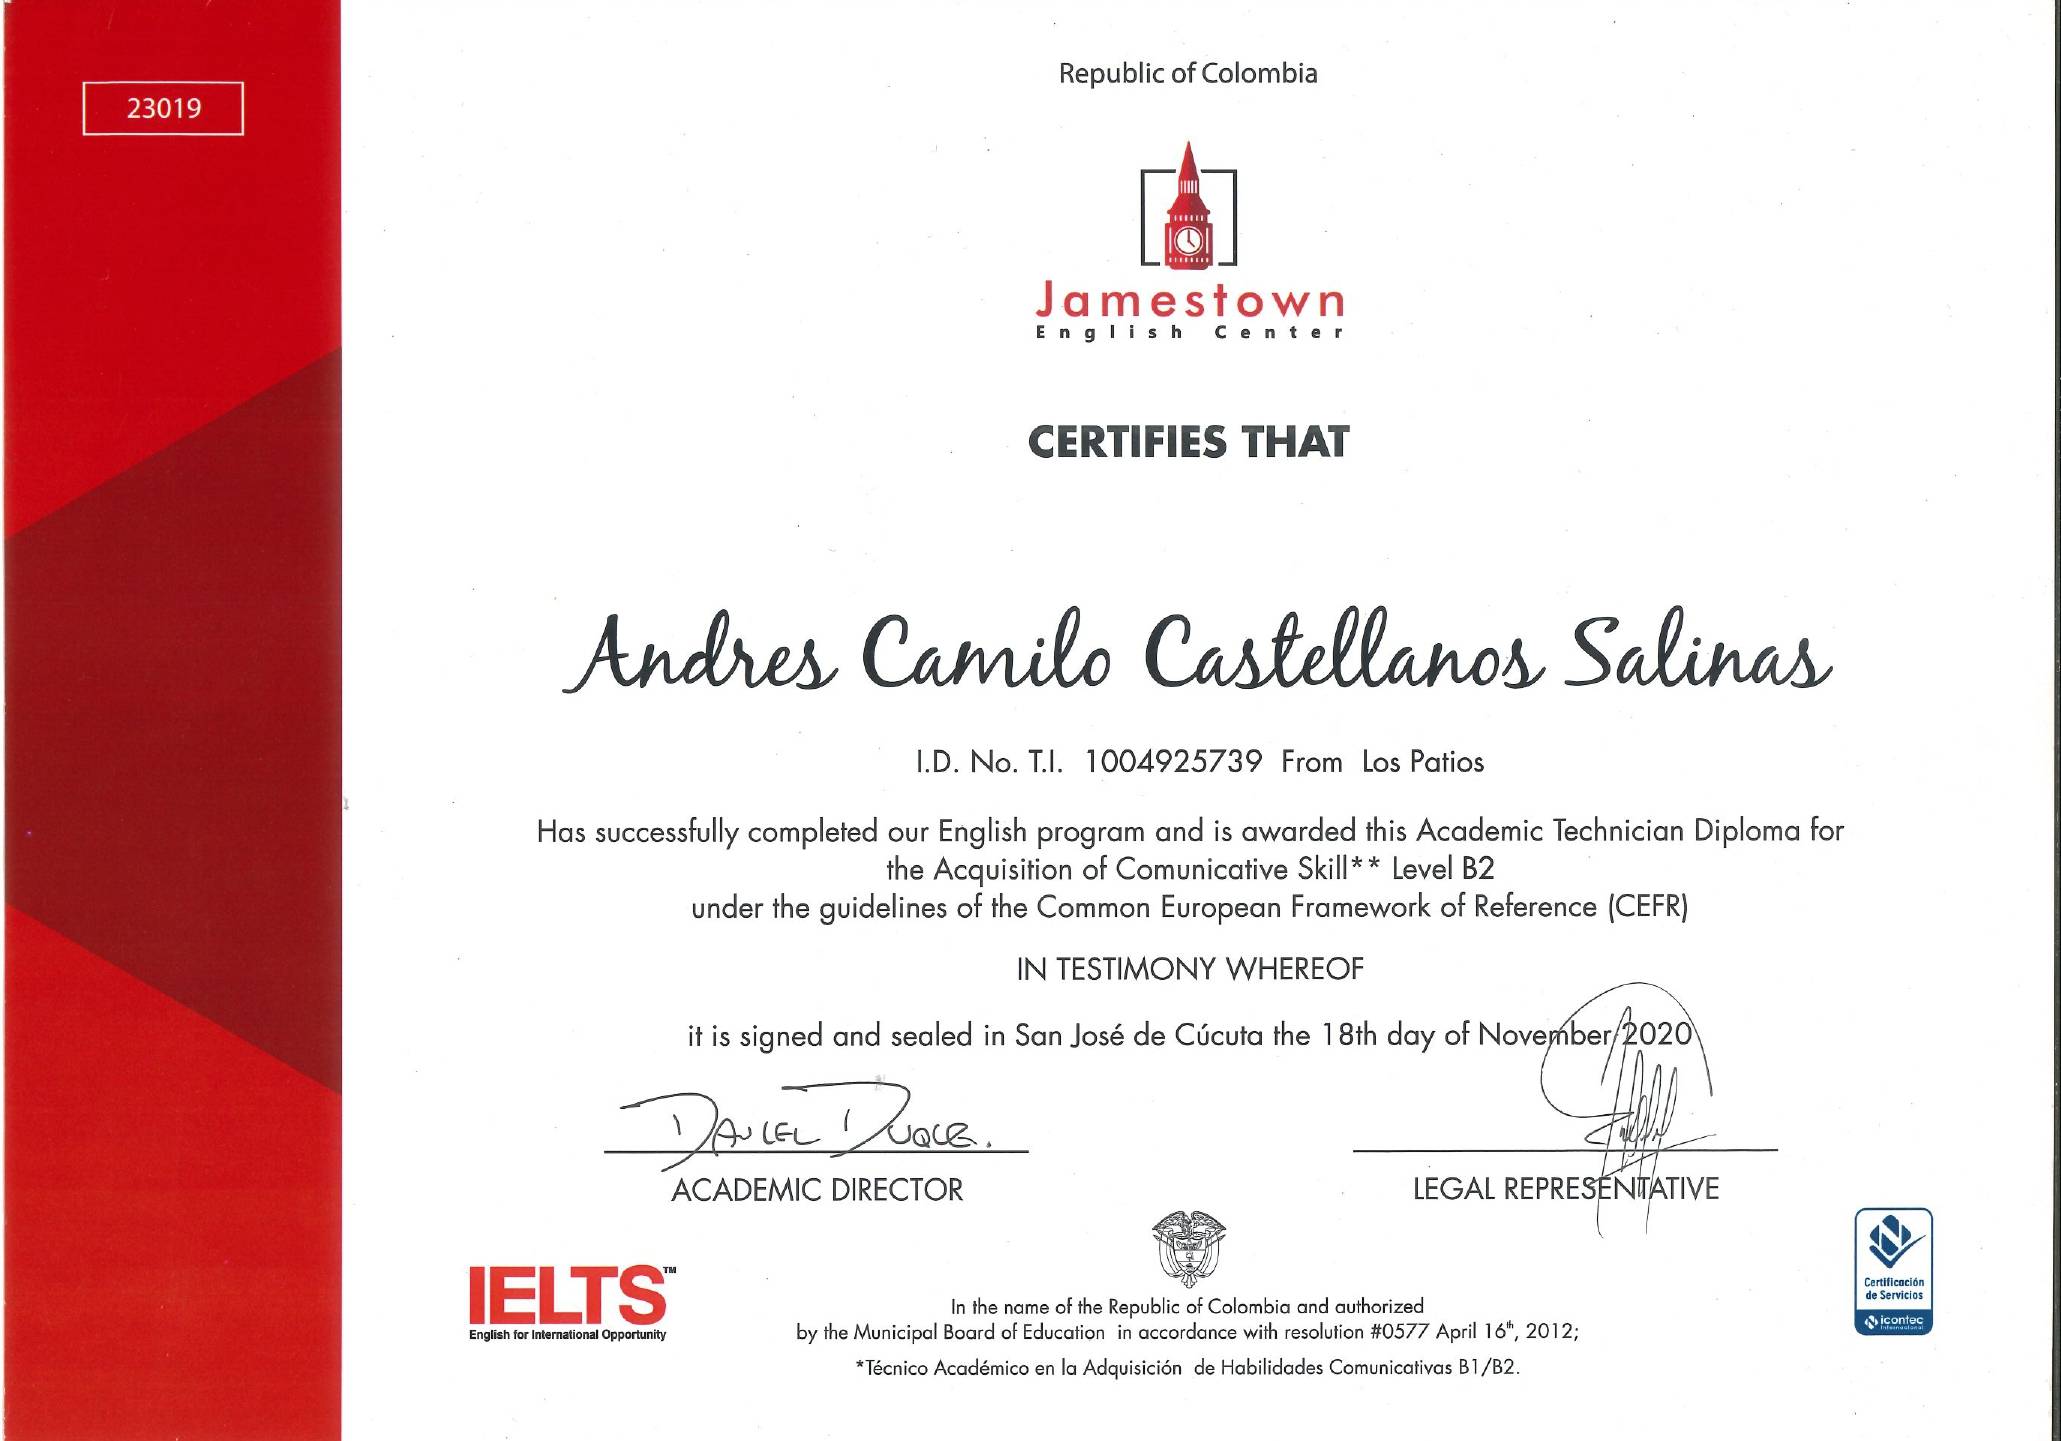 23019
Republic of Colombia
Jamestown
English Center
CERTIFIES THAT
Andres Camilo Castellanos Salinas
I.D. No. T.I. 1004925739 From Los Patios
Has successfully completed our English program and is awarded this Academic Technician Diploma for
the Acquisition of Comunicative Skill** Level B2
under the guidelines of the Common European Framework of Reference (CEFR)
IN TESTIMONY WHEREOF
it is signed and sealed in San José de Cúcuta the 18th day of November 2020
DANIEL DUQUE.
ACADEMIC DIRECTOR
LEGAL REPRESENTATIVE
IELTS™
English for International Opportunity
In the name of the Republic of Colombia and authorized
by the Municipal Board of Education in accordance with resolution #0577 April 16th, 2012;
*Técnico Académico en la Adquisición de Habilidades Comunicativas B1/B2.
Certificación
de Servicios
icontec
internacional